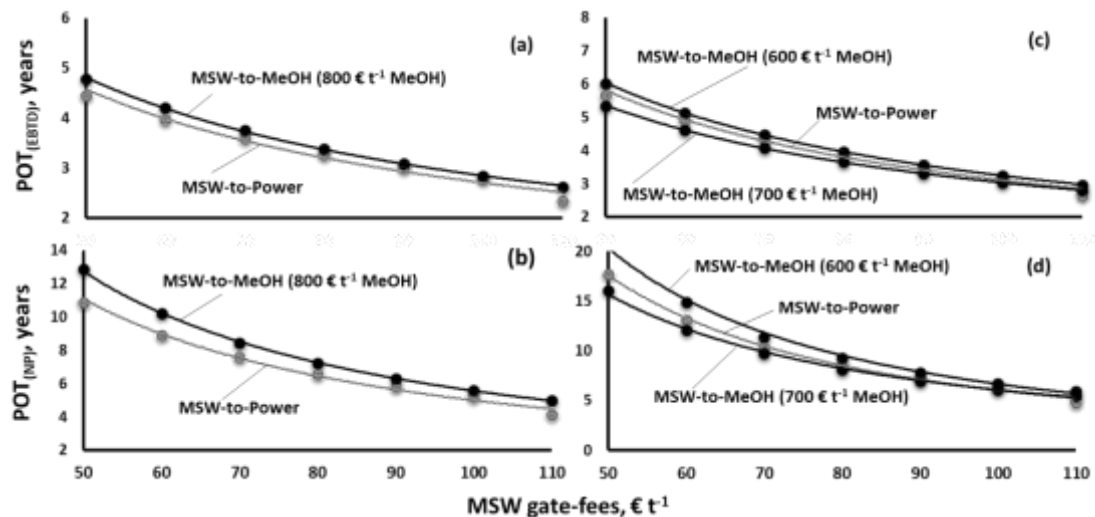 6 (a) 8 (c)
MSW-to-MeOH (800 € t⁻¹ MeOH)
MSW-to-MeOH (600 € t⁻¹ MeOH)
5 7
POT(EBTD), years
6
4 MSW-to-Power
5
3 MSW-to-Power 4
MSW-to-MeOH (700 € t⁻¹ MeOH)
3
2 2
14 (b) 20 (d)
MSW-to-MeOH (800 € t⁻¹ MeOH)
MSW-to-MeOH (600 € t⁻¹ MeOH)
12
15
10 MSW-to-Power
POT(NP), years
8 10
6
MSW-to-Power
5 MSW-to-MeOH (700 € t⁻¹ MeOH)
4
2 0
50 60 70 80 90 100 110 50 60 70 80 90 100 110
MSW gate-fees, € t⁻¹